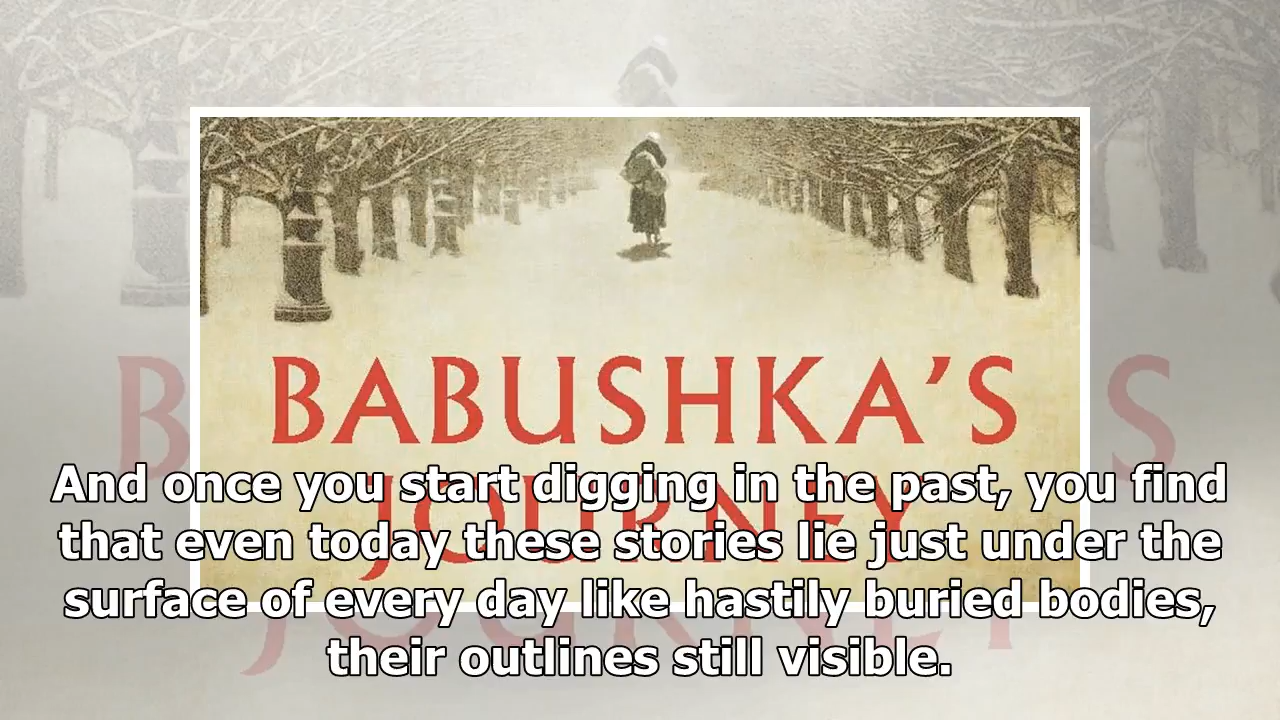 BABUSHKA'S
JOURNEY
And once you start digging in the past, you find
that even today these stories lie just under the
surface of every day like hastily buried bodies,
their outlines still visible.